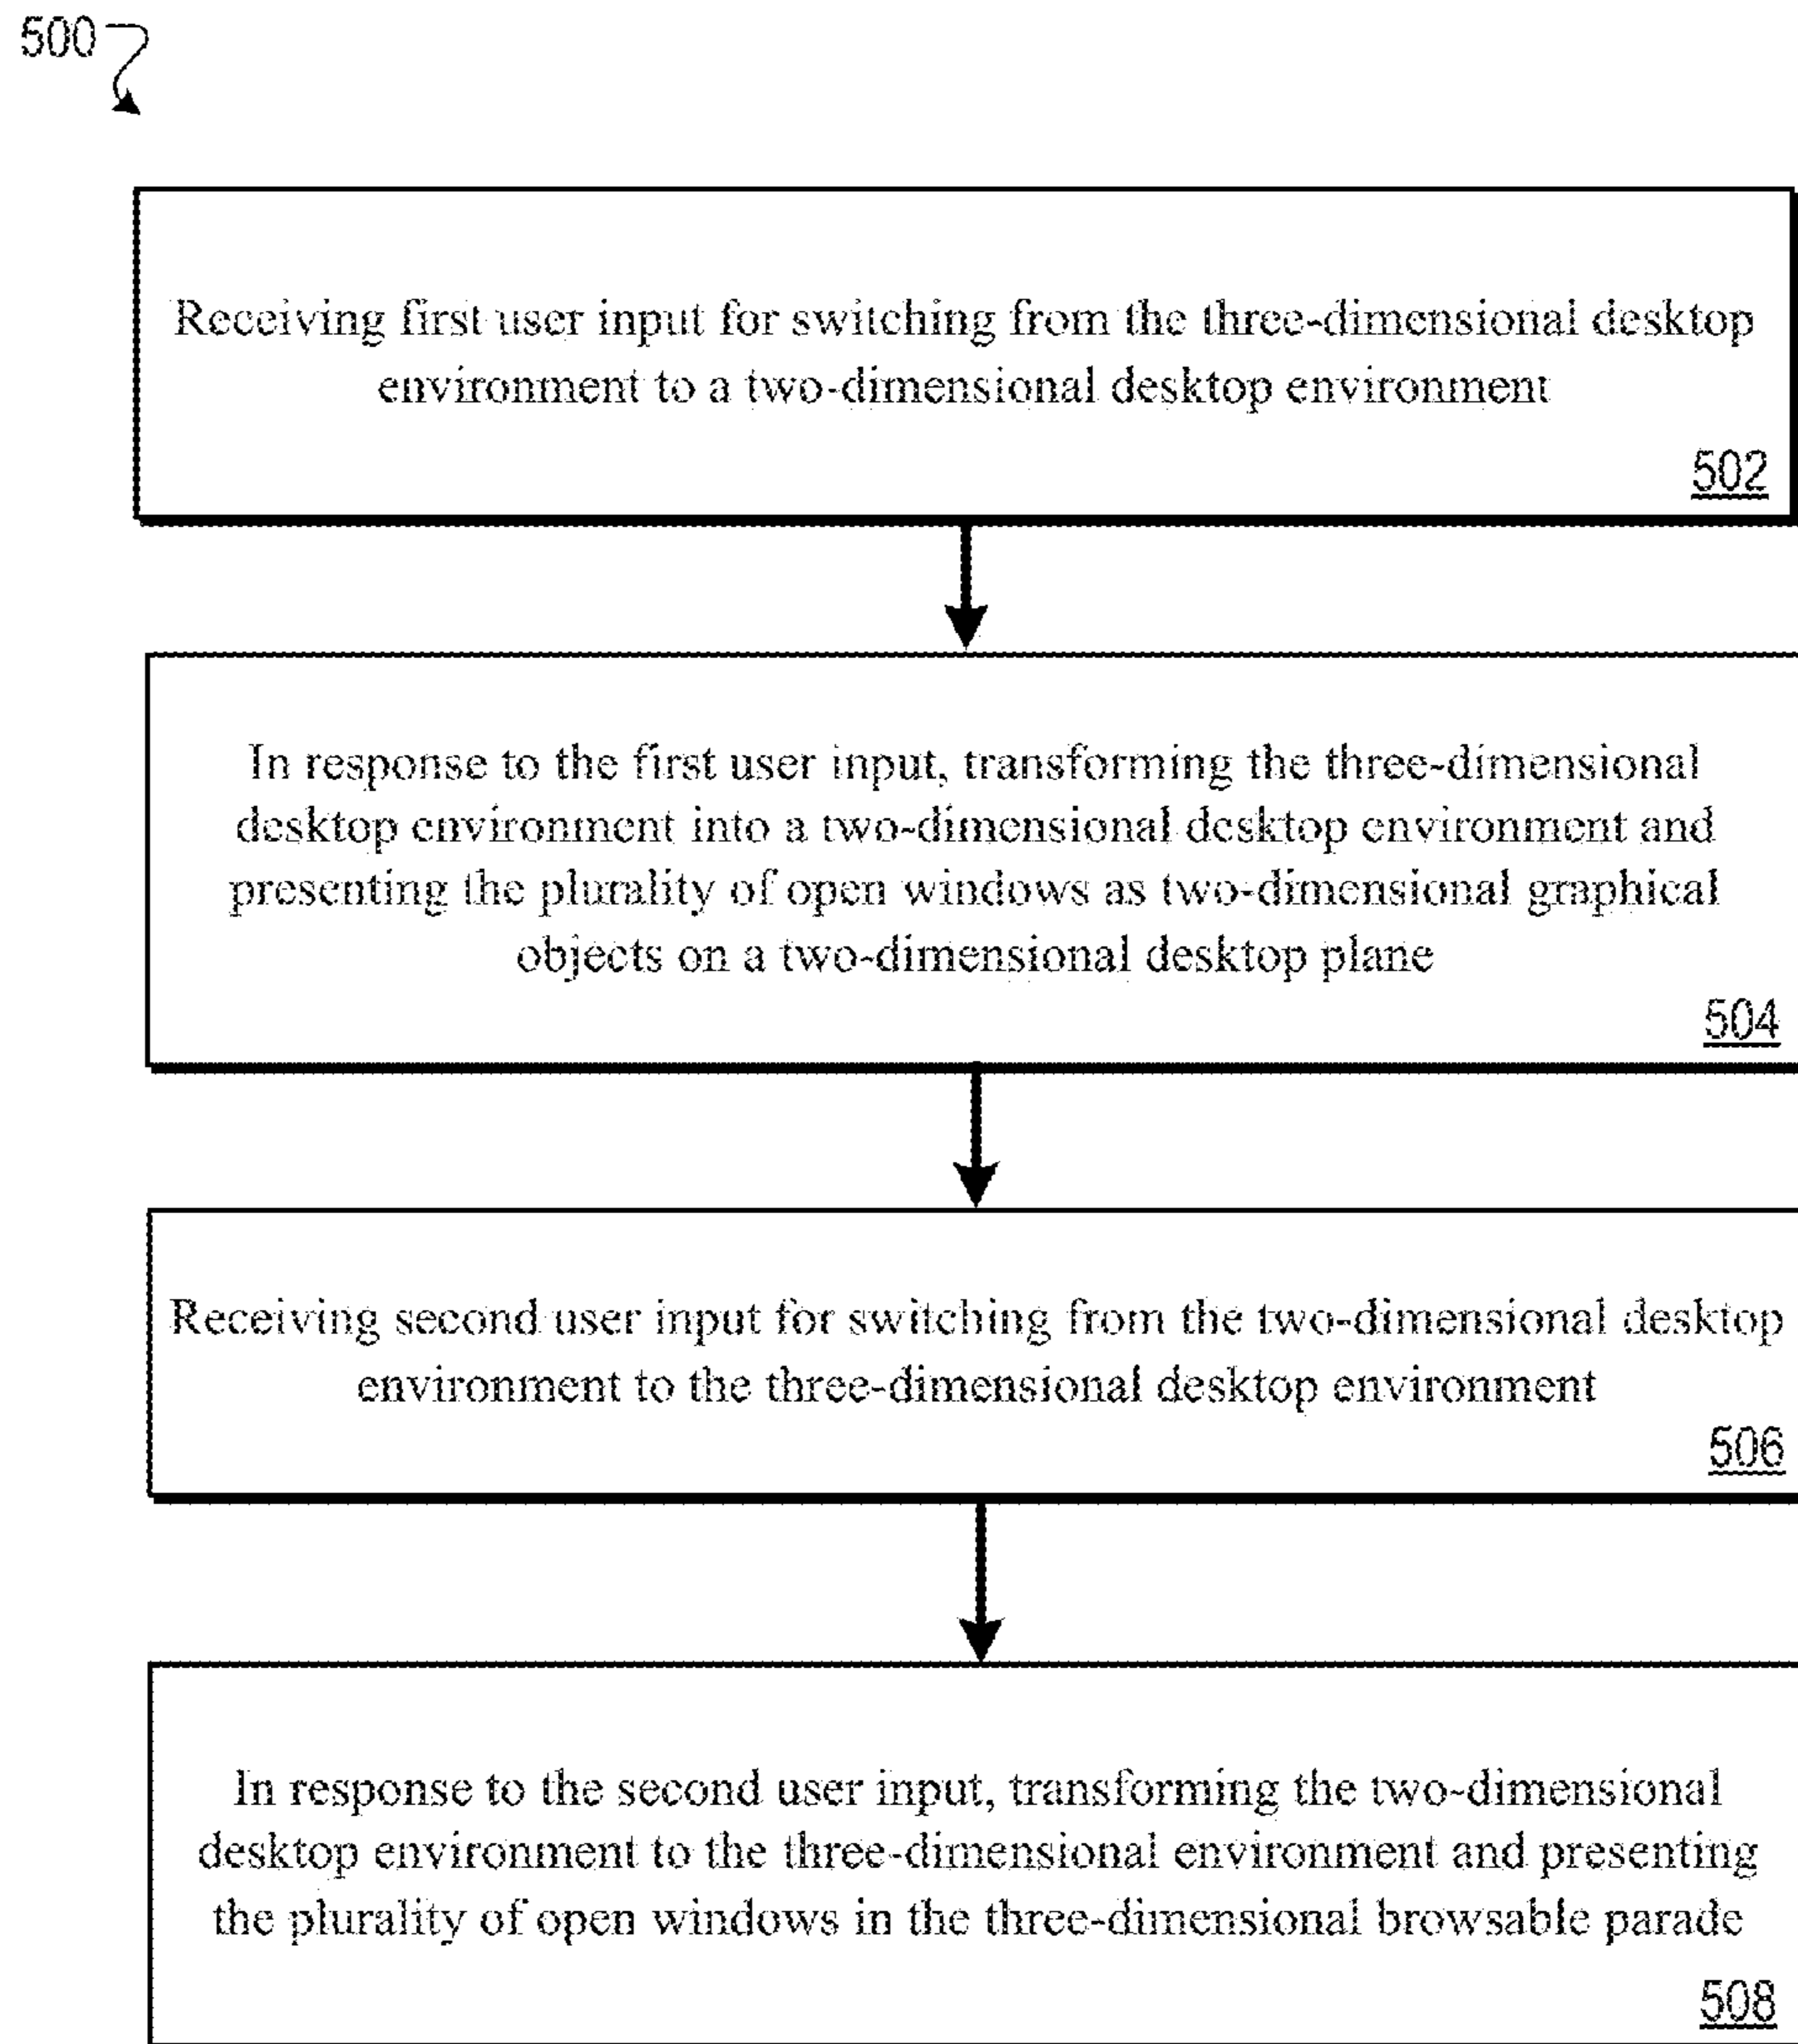 500
Receiving first user input for switching from the three-dimensional desktop
environment to a two-dimensional desktop environment
502
In response to the first user input, transforming the three-dimensional
desktop environment into a two-dimensional desktop environment and
presenting the plurality of open windows as two-dimensional graphical
objects on a two-dimensional desktop plane
504
Receiving second user input for switching from the two-dimensional desktop
environment to the three-dimensional desktop environment
506
In response to the second user input, transforming the two-dimensional
desktop environment to the three-dimensional environment and presenting
the plurality of open windows in the three-dimensional browsable parade
508